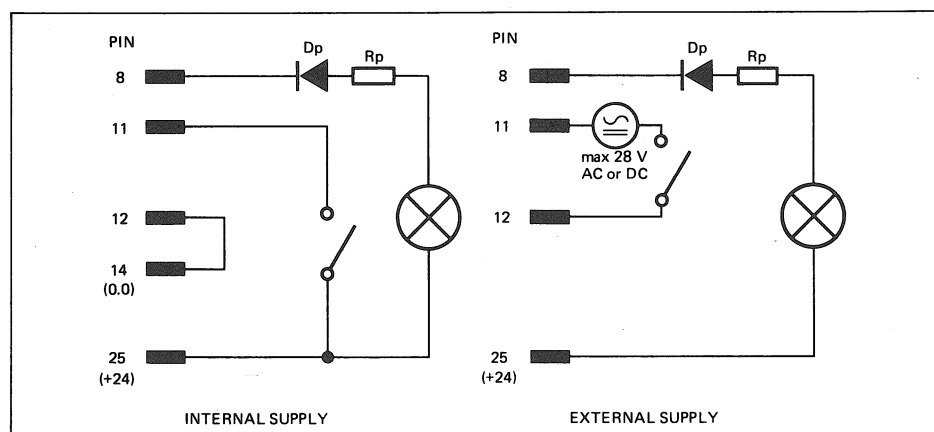 PIN
Dp
Rp
8
11
12
14
(0.0)
25
(+24)
INTERNAL SUPPLY
PIN
Dp
Rp
8
11
max 28 V
AC or DC
12
25
(+24)
EXTERNAL SUPPLY